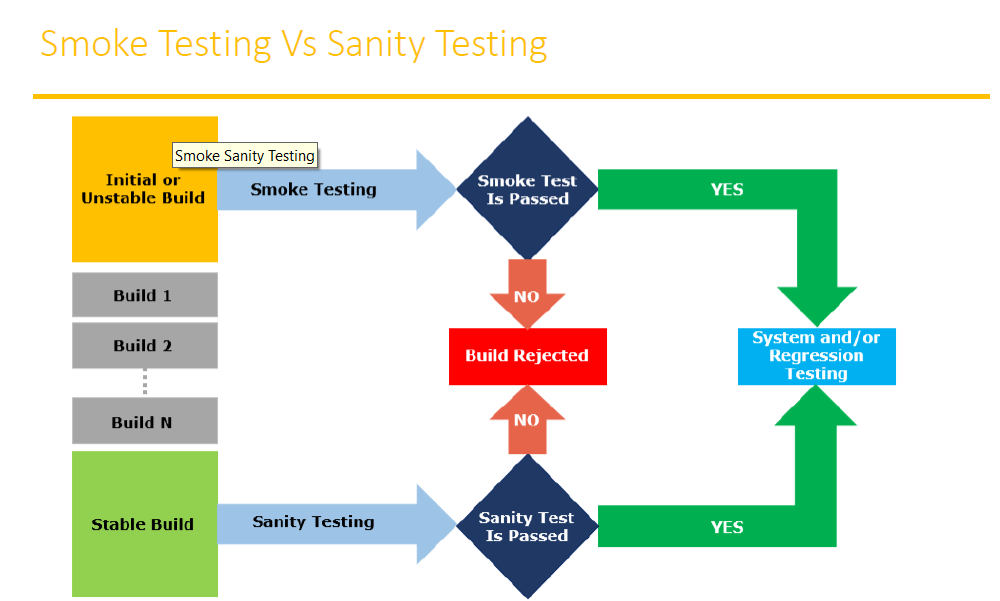 Smoke Testing Vs Sanity Testing
Smoke Sanity Testing
Initial or
Unstable Build
Smoke Testing
Smoke Test
Is Passed
YES
Build 1
NO
Build 2
Build Rejected
System and/or
Regression
Testing
Build N
NO
Stable Build
Sanity Testing
Sanity Test
Is Passed
YES